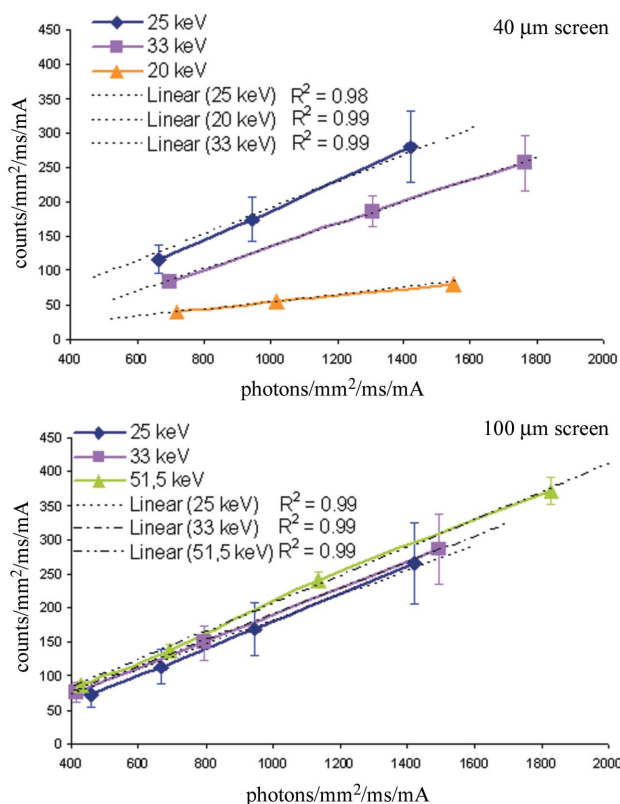 40 μm screen
25 keV
33 keV
20 keV
Linear (25 keV) R² = 0.98
Linear (20 keV) R² = 0.99
Linear (33 keV) R² = 0.99
counts/mm²/ms/mA
450
400
350
300
250
200
150
100
50
0
400 600 800 1000 1200 1400 1600 1800 2000
photons/mm²/ms/mA
100 μm screen
25 keV
33 keV
51,5 keV
Linear (25 keV) R² = 0.99
Linear (33 keV) R² = 0.99
Linear (51,5 keV) R² = 0.99
counts/mm²/ms/mA
450
400
350
300
250
200
150
100
50
0
400 600 800 1000 1200 1400 1600 1800 2000
photons/mm²/ms/mA